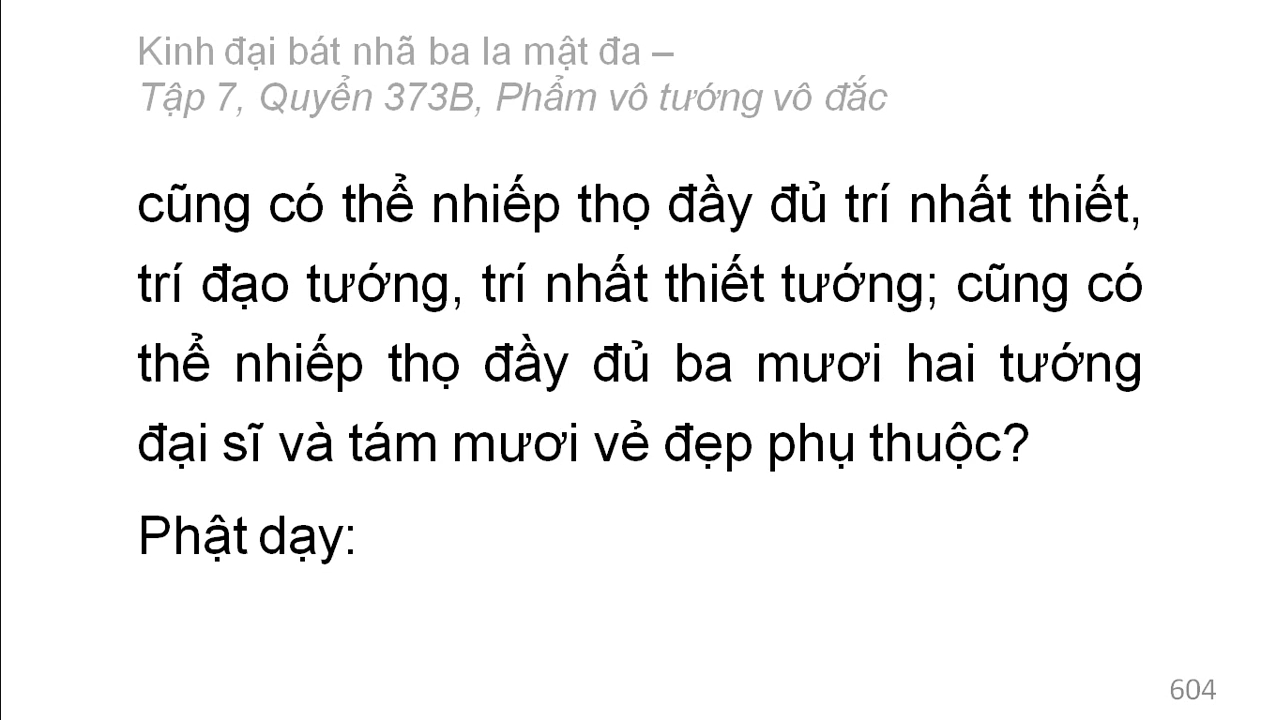 Kinh đại bát nhã ba la mật đa –
Tập 7, Quyển 373B, Phẩm vô tướng vô đắc
cũng có thể nhiếp thọ đầy đủ trí nhất thiết,
trí đạo tướng, trí nhất thiết tướng; cũng có
thể nhiếp thọ đầy đủ ba mươi hai tướng
đại sĩ và tám mươi vẻ đẹp phụ thuộc?
Phật dạy:
604